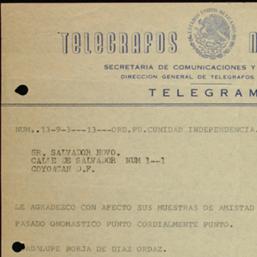 TELEGRAFOS N
SECRETARIA DE COMUNICACIONES Y
DIRECCION GENERAL DE TELEGRAFOS
TELEGRAM
NUM..13-9-3---13---ORD.PD.CUNIDAD INDEPENDENCIA.
SR. SALVADOR NOVO.
CALLE DE SALVADOR NUM 1--1
COYOACAN D.F.
LE AGRADEZCO CON AFECTO SUS MUESTRAS DE AMISTAD
PASADO ONOMASTICO PUNTO CORDIALMENTE PUNTO.
GUADALUPE BORJA DE DIAZ ORDAZ.